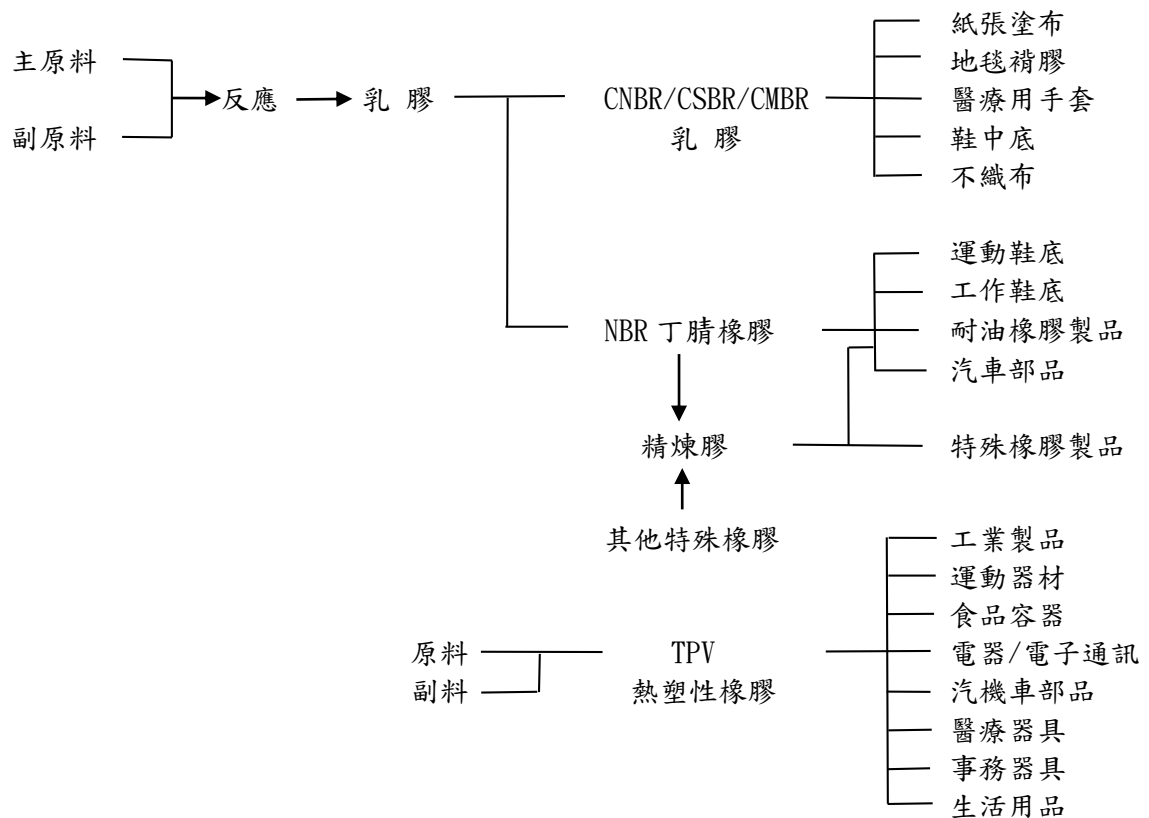 主原料
副原料
反應
乳 膠
CNBR/CSBR/CMBR
乳 膠
紙張塗布
地毯褙膠
醫療用手套
鞋中底
不織布
NBR 丁腈橡膠
運動鞋底
工作鞋底
耐油橡膠製品
汽車部品
精煉膠
特殊橡膠製品
其他特殊橡膠
原料
副料
TPV
熱塑性橡膠
工業製品
運動器材
食品容器
電器/電子通訊
汽機車部品
醫療器具
事務器具
生活用品